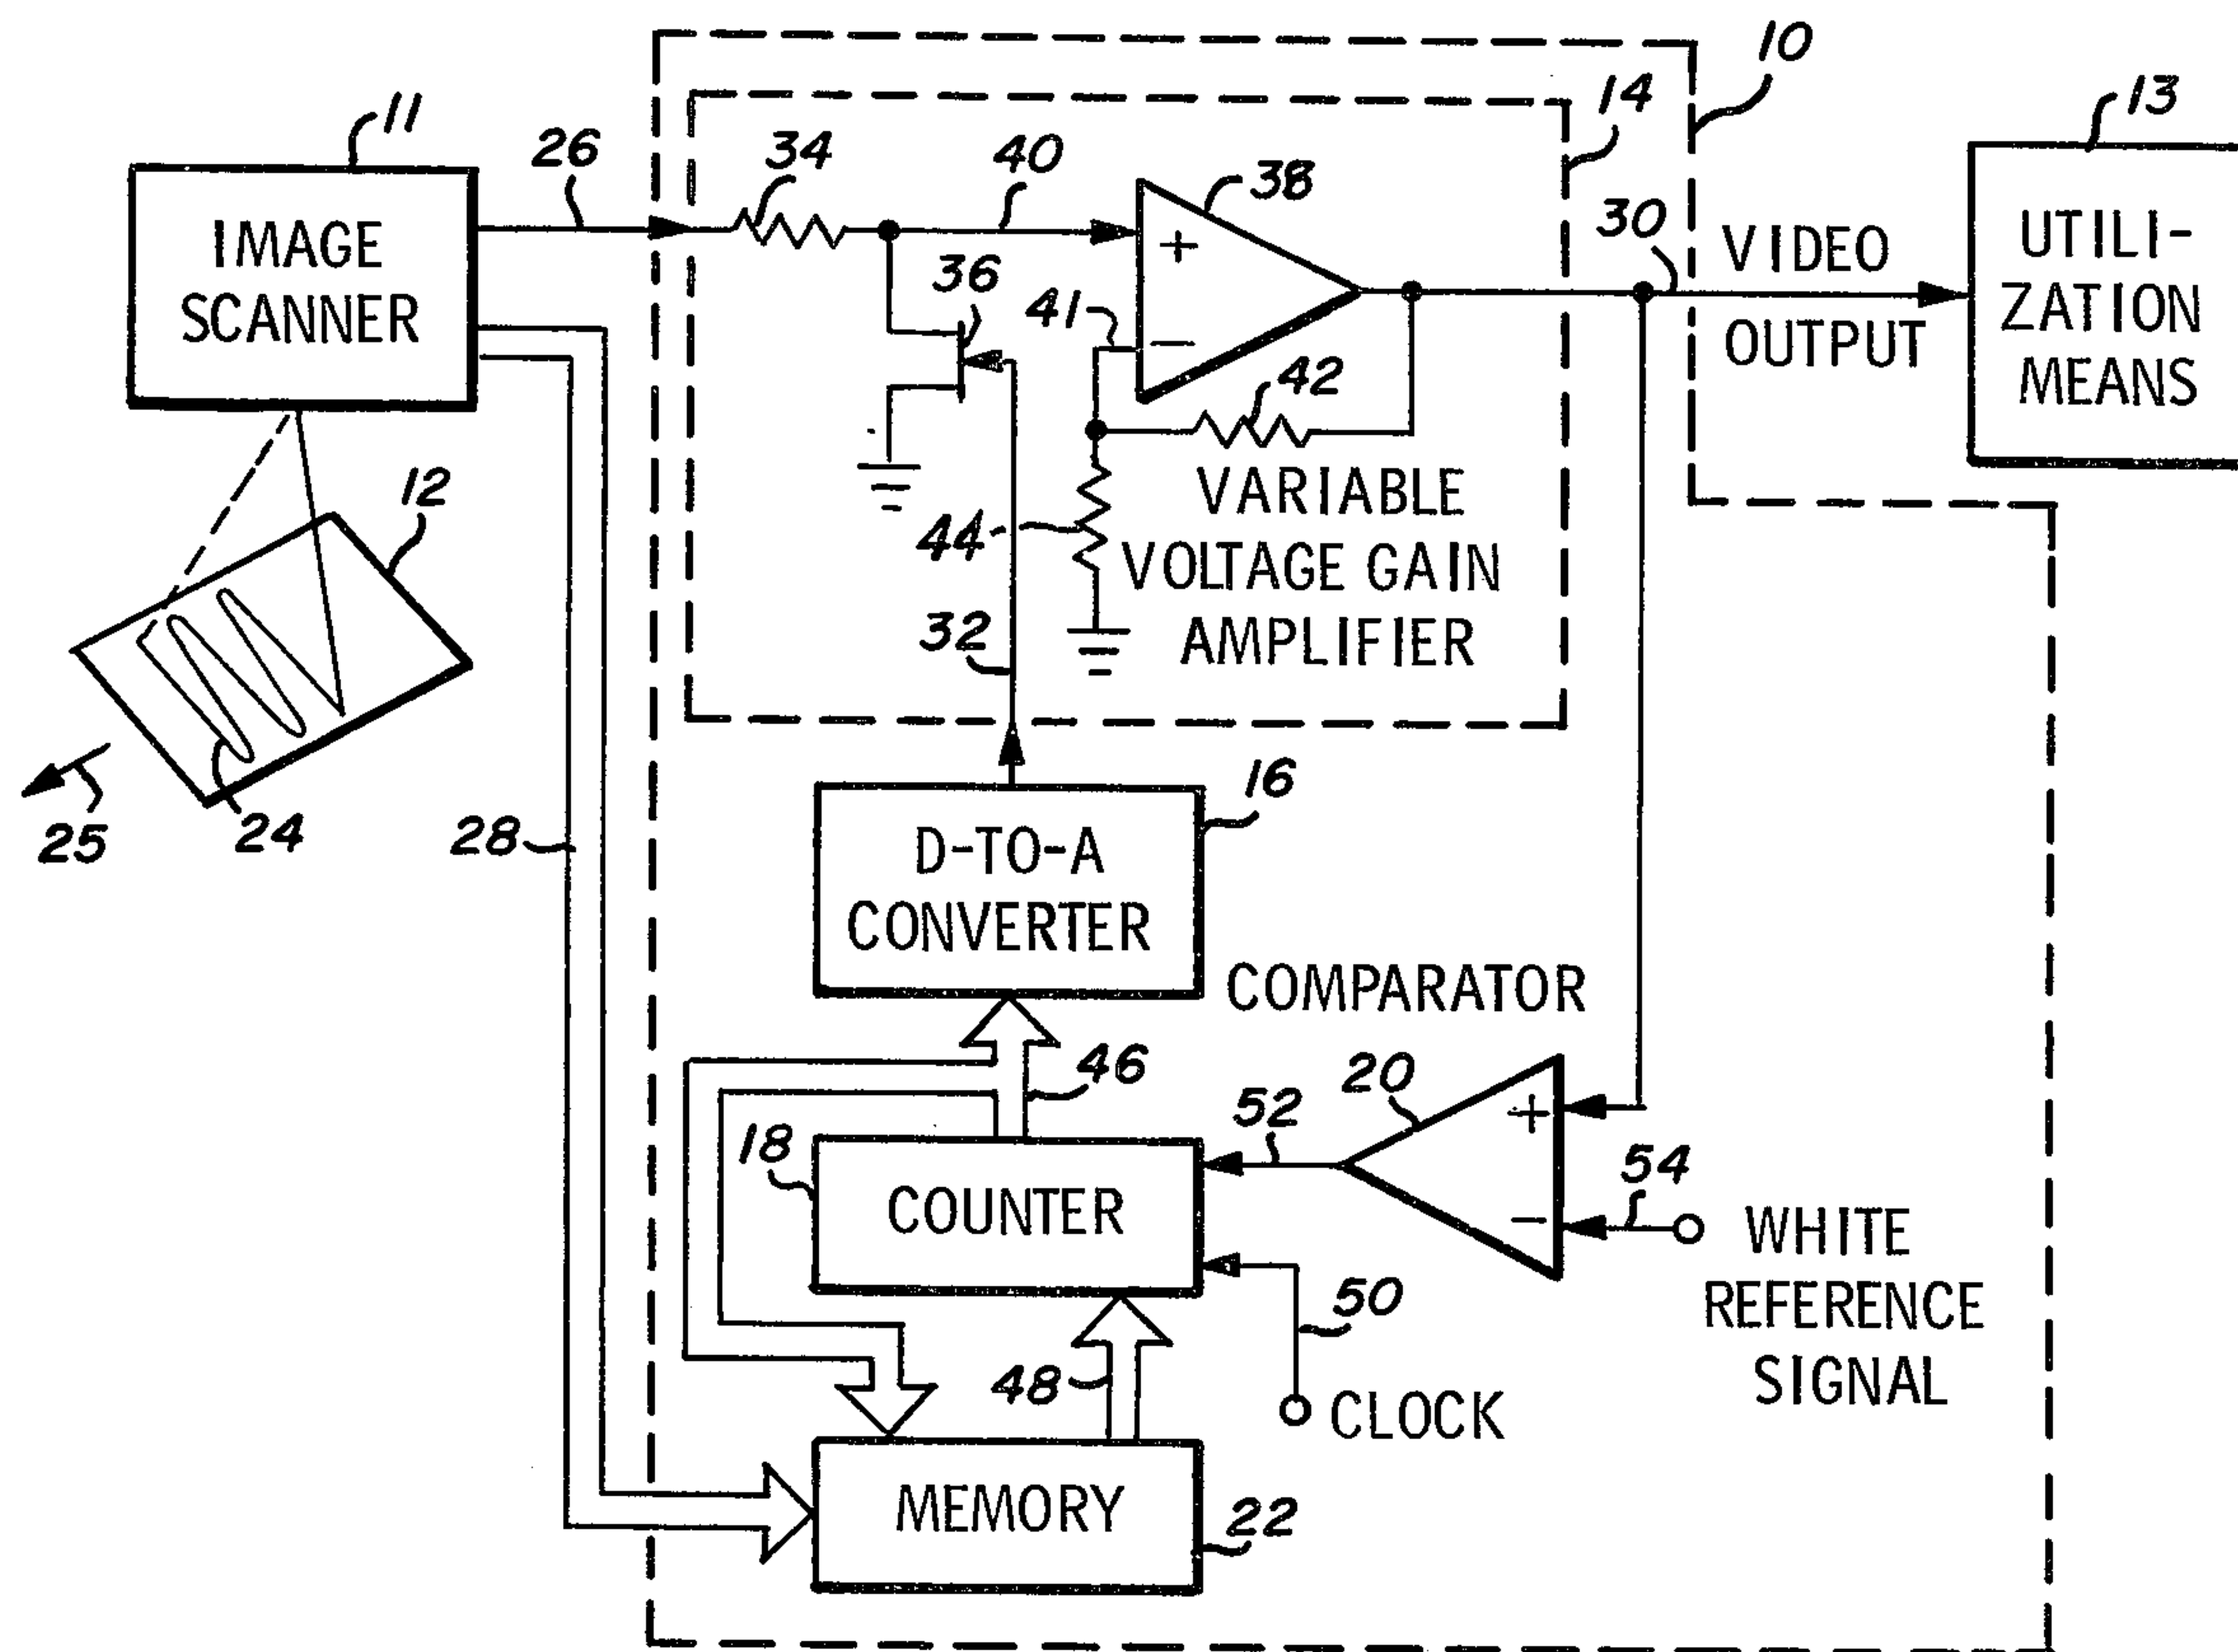 10
11
13
14
26
34
40
38
30
IMAGE
SCANNER
+
36
41
−
VIDEO
OUTPUT
UTILI-
ZATION
MEANS
42
12
44
VARIABLE
VOLTAGE GAIN
AMPLIFIER
32
25
24
28
16
D-TO-A
CONVERTER
COMPARATOR
46
20
52
+
18
COUNTER
54
−
WHITE
REFERENCE
SIGNAL
50
48
CLOCK
MEMORY
22